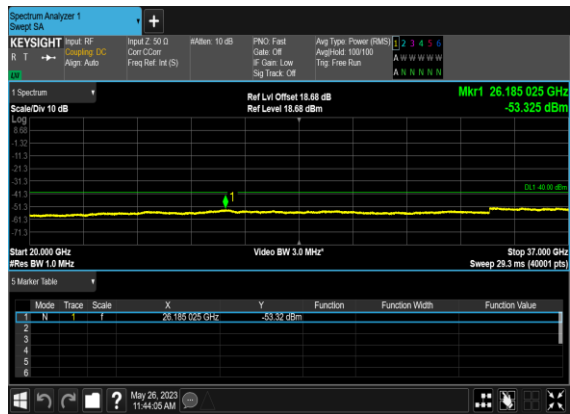 Spectrum Analyzer 1
Swept SA
KEYSIGHT Input: RF Input Z: 50 Ω #Atten: 10 dB PNO: Fast Avg Type: Power (RMS) 1 2 3 4 5 6
R T Coupling: DC Corr CCorr Gate: Off Avg|Hold: 100/100 A W W W W W
Align: Auto Freq Ref: Int (S) IF Gain: Low Trig: Free Run
Sig Track: Off A N N N N N
LXI
1 Spectrum Ref Lvl Offset 18.68 dB Mkr1 26.185 025 GHz
Scale/Div 10 dB Ref Level 18.68 dBm -53.325 dBm
Log
8.68
-1.32
-11.3
-21.3
-31.3
-41.3 DL1 -40.00 dBm
1
-51.3
-61.3
-71.3
Start 20.000 GHz Video BW 3.0 MHz* Stop 37.000 GHz
#Res BW 1.0 MHz Sweep 29.3 ms (40001 pts)
5 Marker Table
Mode Trace Scale X Y Function Function Width Function Value
1 N 1 f 26.185 025 GHz -53.32 dBm
2
3
4
5
6
? May 26, 2023
11:44:05 AM